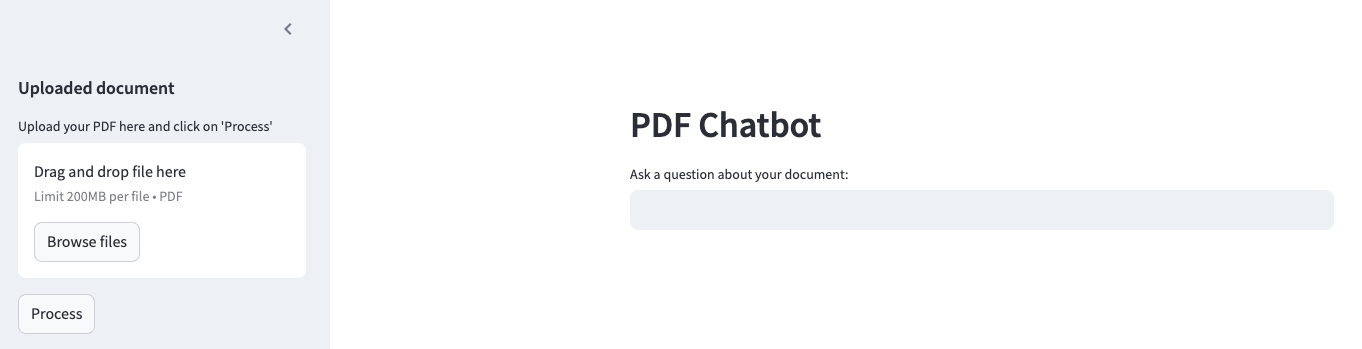 Uploaded document
Upload your PDF here and click on 'Process'
Drag and drop file here
Limit 200MB per file • PDF
Browse files
Process
PDF Chatbot
Ask a question about your document: